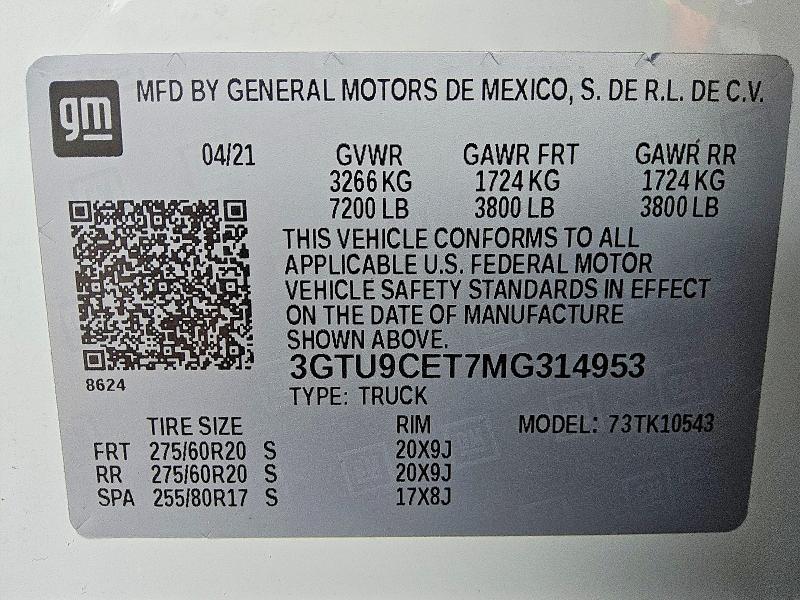 gm
MFD BY GENERAL MOTORS DE MEXICO, S. DE R.L. DE C.V.
04/21 GVWR GAWR FRT GAWR RR
3266 KG 1724 KG 1724 KG
7200 LB 3800 LB 3800 LB
THIS VEHICLE CONFORMS TO ALL
APPLICABLE U.S. FEDERAL MOTOR
VEHICLE SAFETY STANDARDS IN EFFECT
ON THE DATE OF MANUFACTURE
SHOWN ABOVE.
3GTU9CET7MG314953
8624
TYPE: TRUCK
TIRE SIZE RIM MODEL: 73TK10543
FRT 275/60R20 S 20X9J
RR 275/60R20 S 20X9J
SPA 255/80R17 S 17X8J